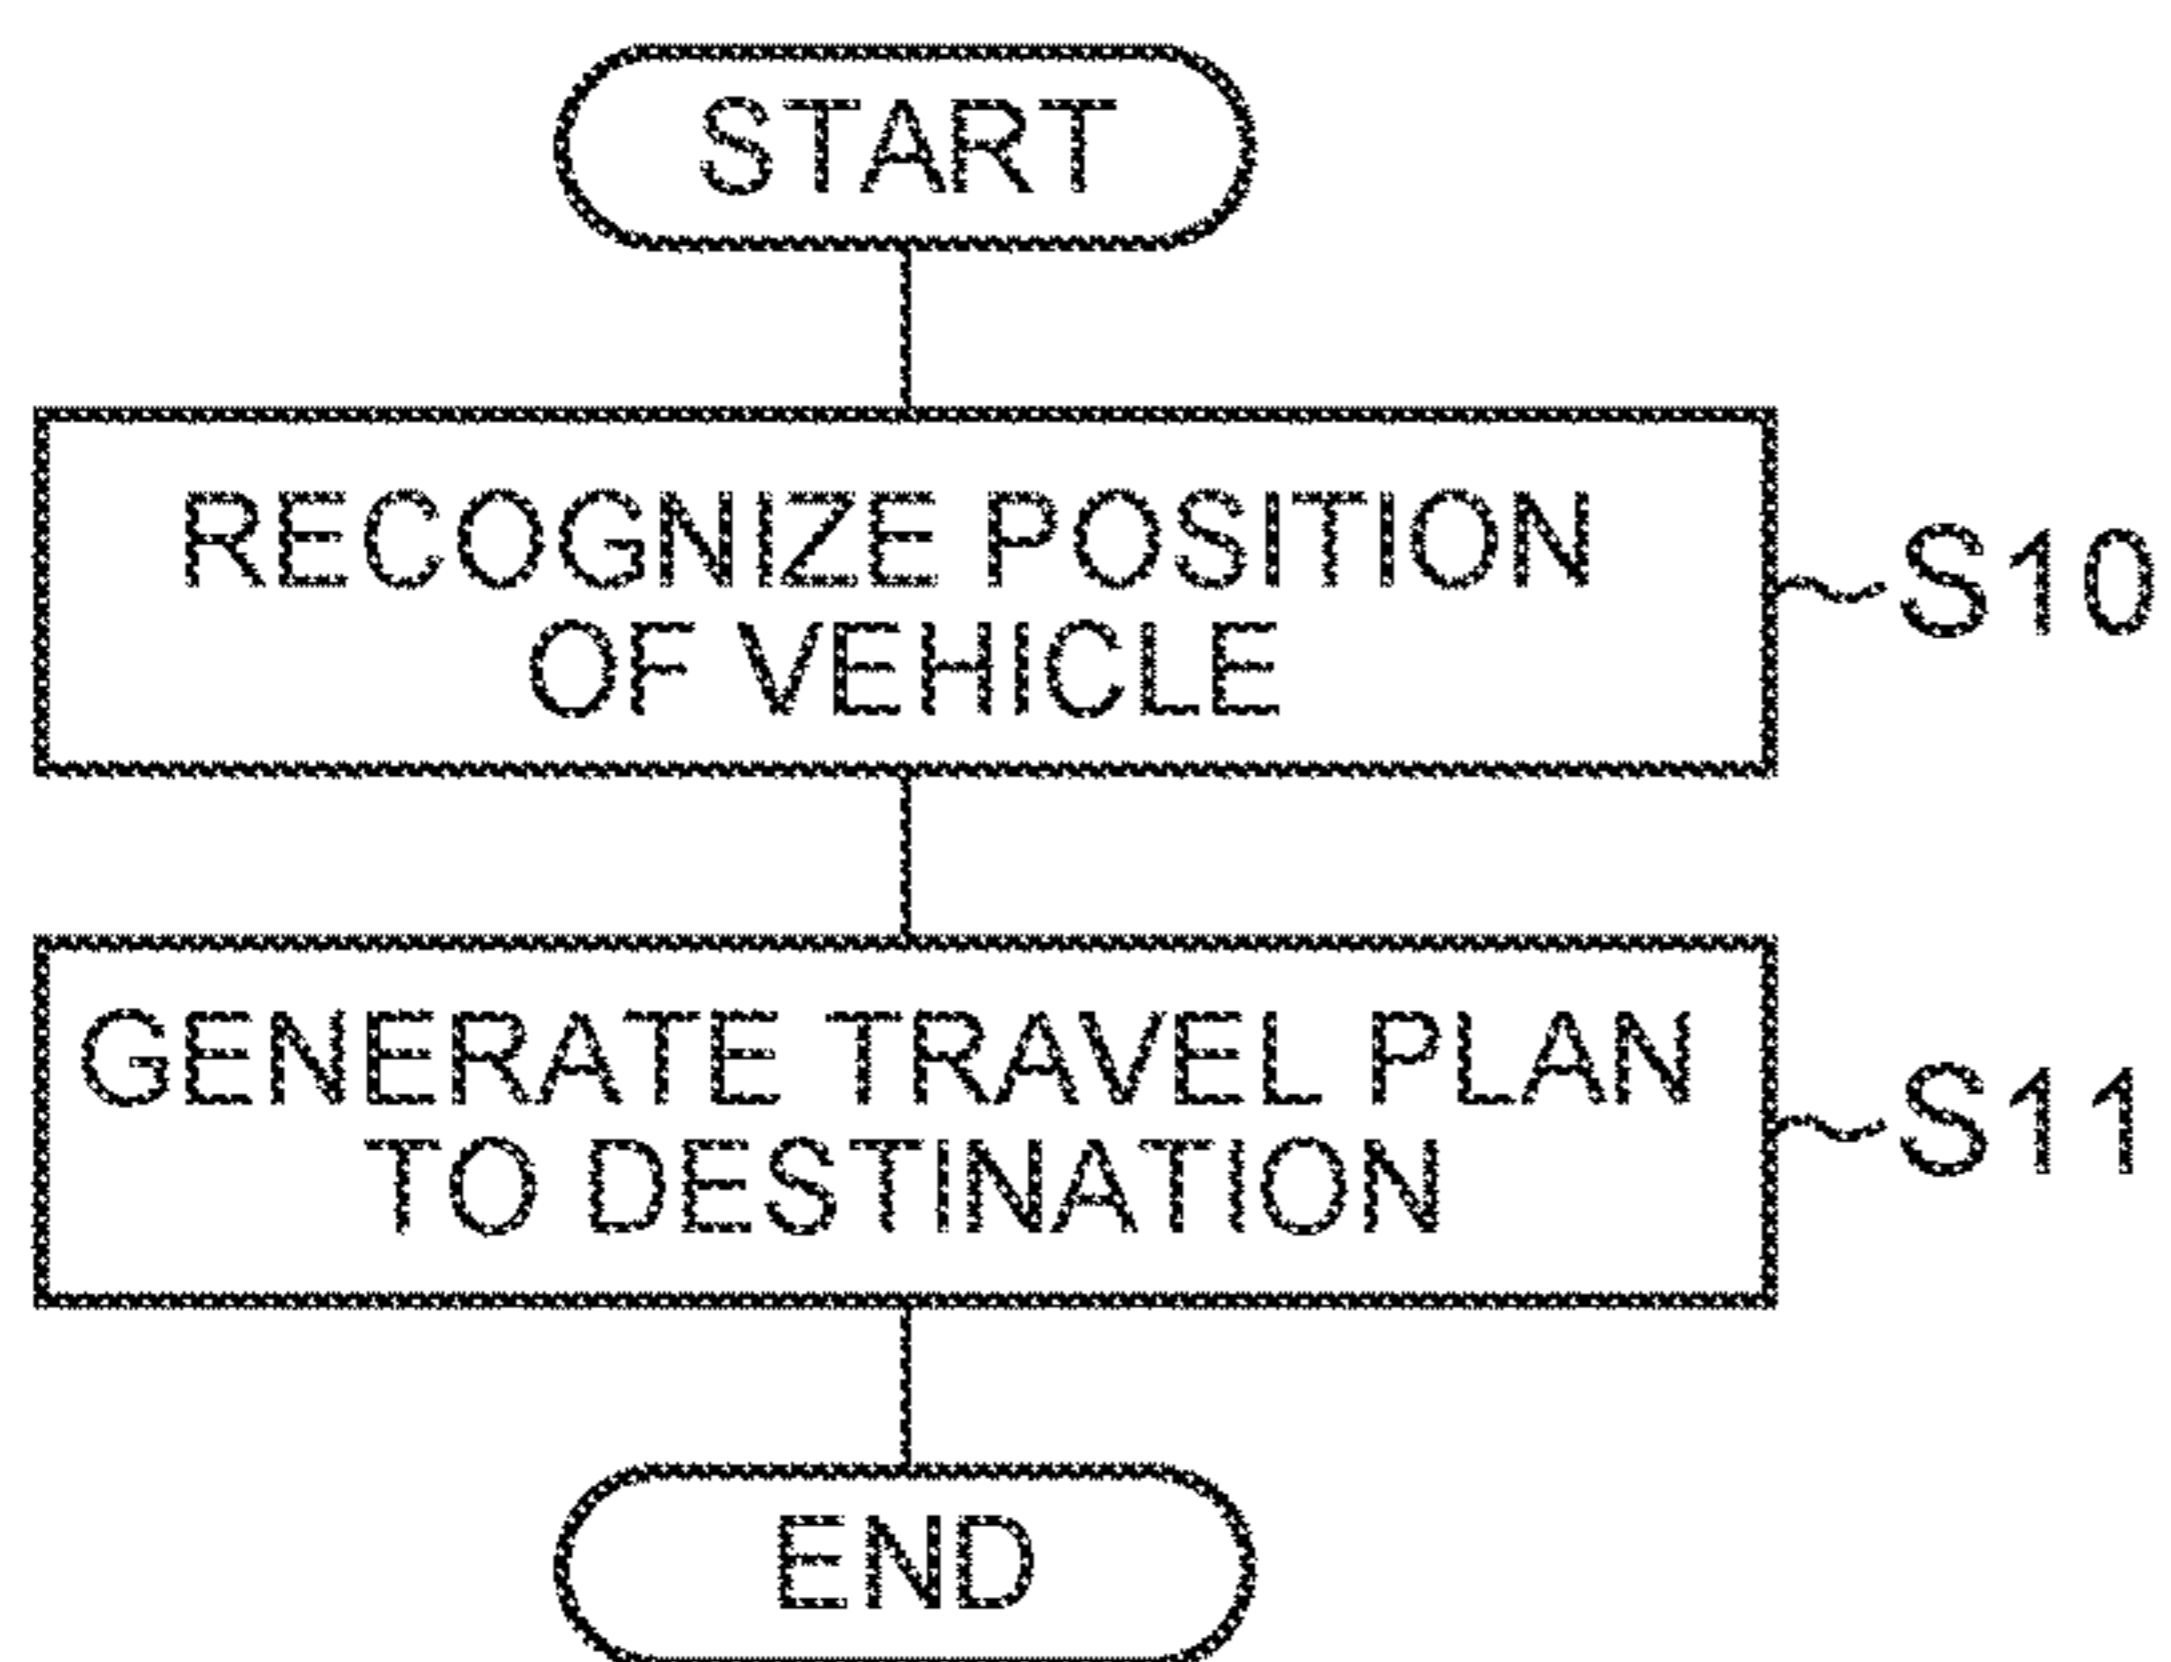 START
RECOGNIZE POSITION
OF VEHICLE
S10
GENERATE TRAVEL PLAN
TO DESTINATION
S11
END